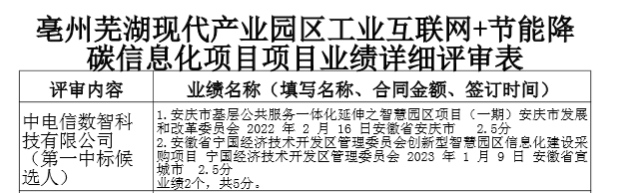 亳州芜湖现代产业园区工业互联网+节能降
碳信息化项目项目业绩详细评审表
评审内容
业绩名称（填写名称、合同金额、签订时间）
中电信数智科
技有限公司
（第一中标候
选人）
1.安庆市基层公共服务一体化延伸之智慧园区项目（一期）安庆市发展
和改革委员会 2022 年 2 月 16 日安徽省安庆市 2.5分
2.安徽省宁国经济技术开发区管理委员会创新型智慧园区信息化建设采
购项目 宁国经济技术开发区管理委员会 2023 年 1 月 9 日 安徽省宣
城市 2.5分
业绩2个，共5分。